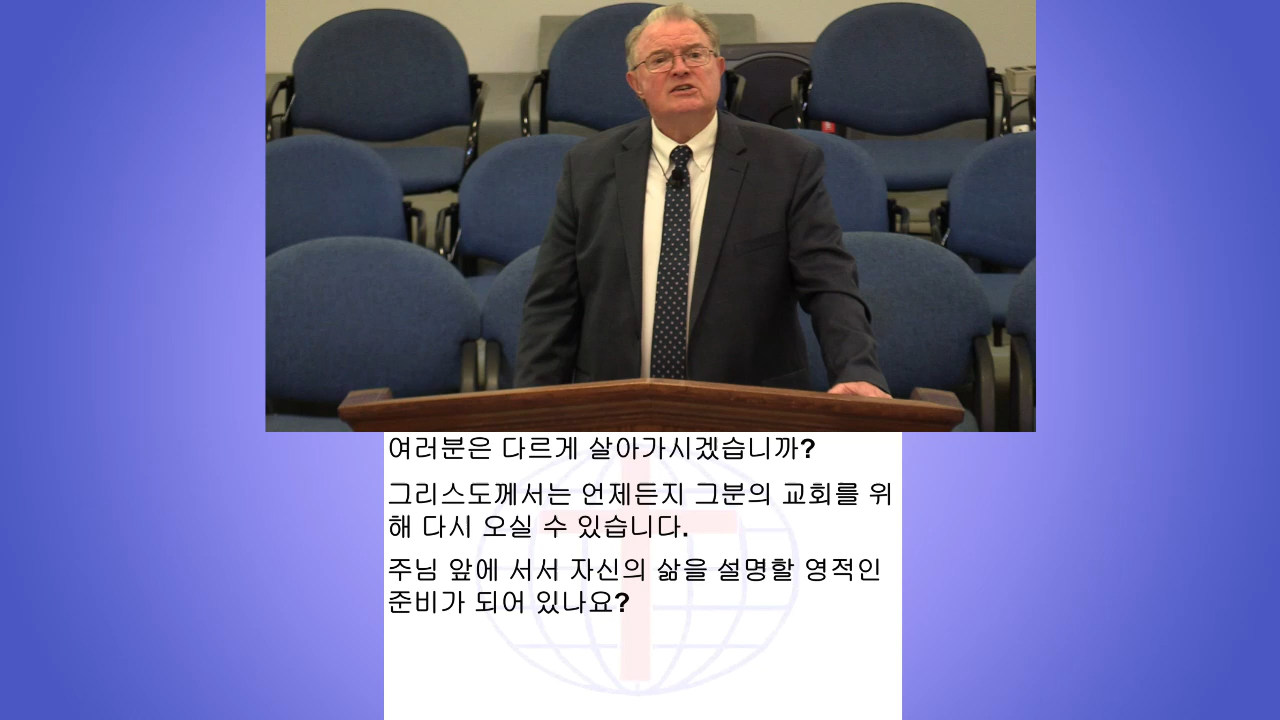 여러분은 다르게 살아가시겠습니까?
그리스도께서는 언제든지 그분의 교회를 위
해 다시 오실 수 있습니다.
주님 앞에 서서 자신의 삶을 설명할 영적인
준비가 되어 있나요?